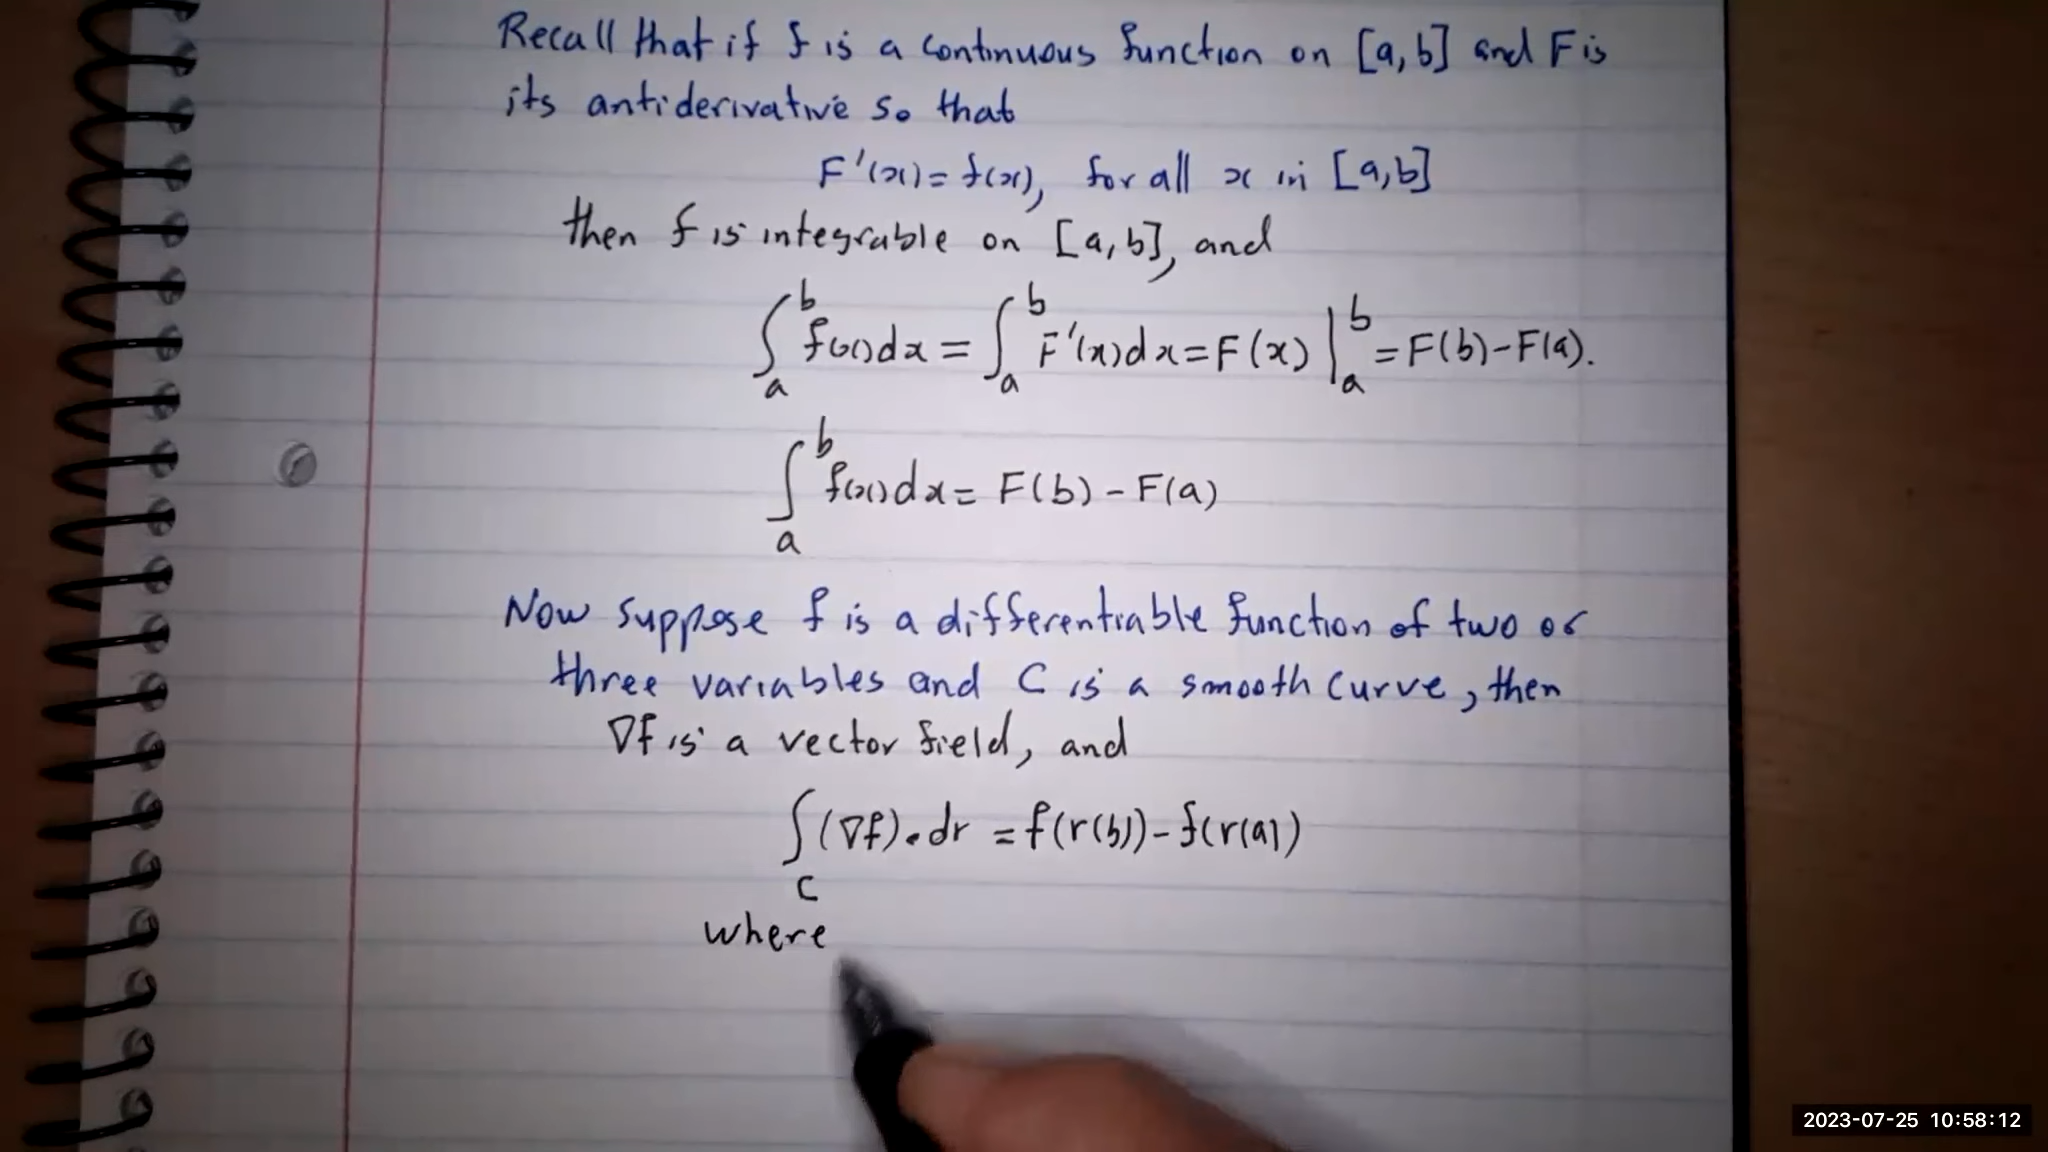 Recall that if f is a continuous function on [a,b] and F is
its antiderivative so that
F'(x)=f(x), for all x in [a,b]
then f is integrable on [a,b], and
∫_a^b f(x)dx = ∫_a^b F'(x)dx = F(x)|_a^b = F(b)-F(a).
∫_a^b f(x)dx = F(b) - F(a)
Now suppose f is a differentiable function of two or
three variables and C is a smooth curve, then
∇f is a vector field, and
∫_C (∇f)·dr = f(r(b))-f(r(a))
where
2023-07-25 10:58:12